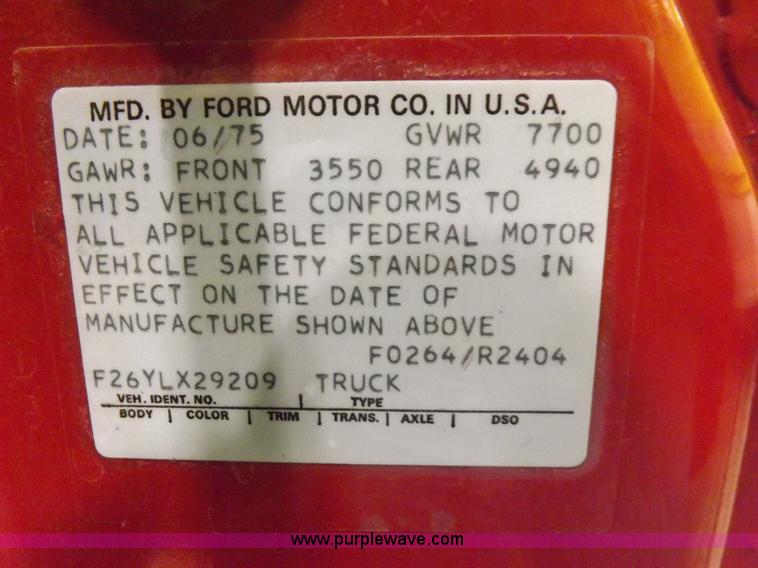 MFD. BY FORD MOTOR CO. IN U.S.A.
DATE: 06/75 GVWR 7700
GAWR: FRONT 3550 REAR 4940
THIS VEHICLE CONFORMS TO
ALL APPLICABLE FEDERAL MOTOR
VEHICLE SAFETY STANDARDS IN
EFFECT ON THE DATE OF
MANUFACTURE SHOWN ABOVE
F0264/R2404
F26YLX29209 TRUCK
VEH. IDENT. NO. | TYPE
BODY | COLOR | TRIM | TRANS. | AXLE | DSO
www.purplewave.com